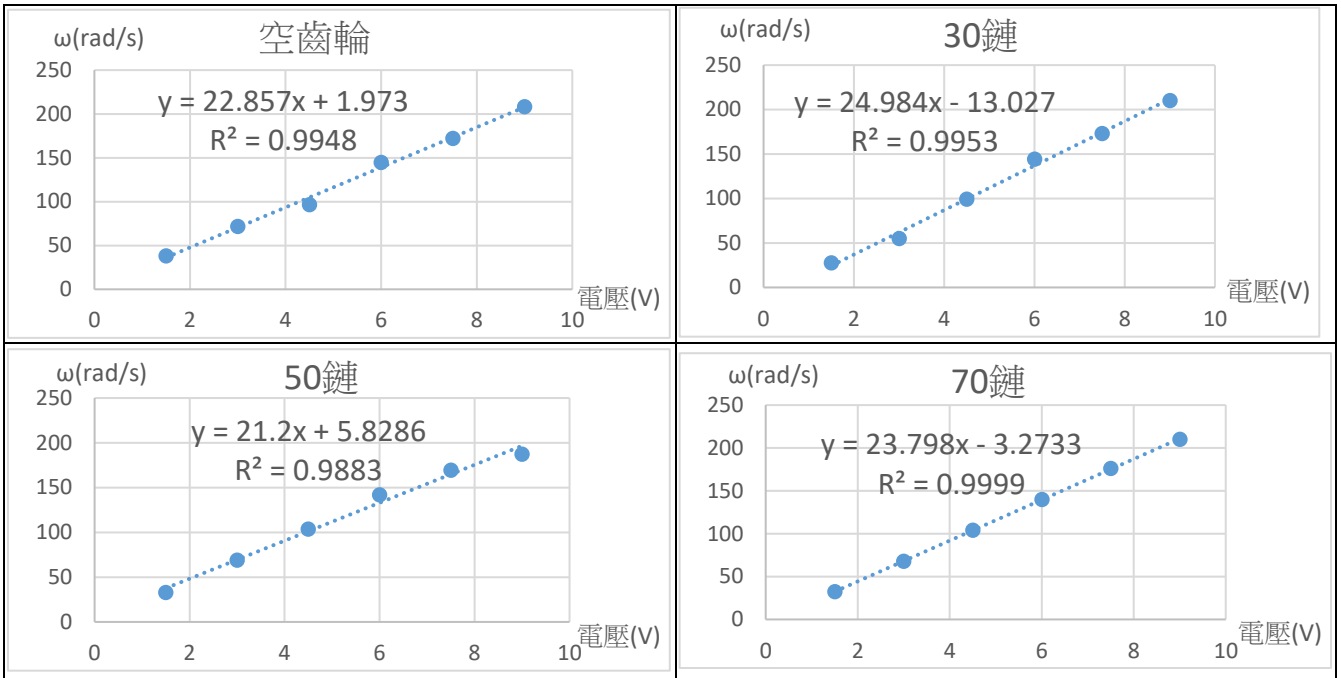 ω(rad/s)
空齒輪
y = 22.857x + 1.973
R² = 0.9948
250
200
150
100
50
0
0 2 4 6 8 10
電壓(V)
ω(rad/s)
30鏈
y = 24.984x - 13.027
R² = 0.9953
250
200
150
100
50
0
0 2 4 6 8 10
電壓(V)
ω(rad/s)
50鏈
y = 21.2x + 5.8286
R² = 0.9883
250
200
150
100
50
0
0 2 4 6 8 10
電壓(V)
ω(rad/s)
70鏈
y = 23.798x - 3.2733
R² = 0.9999
250
200
150
100
50
0
0 2 4 6 8 10
電壓(V)